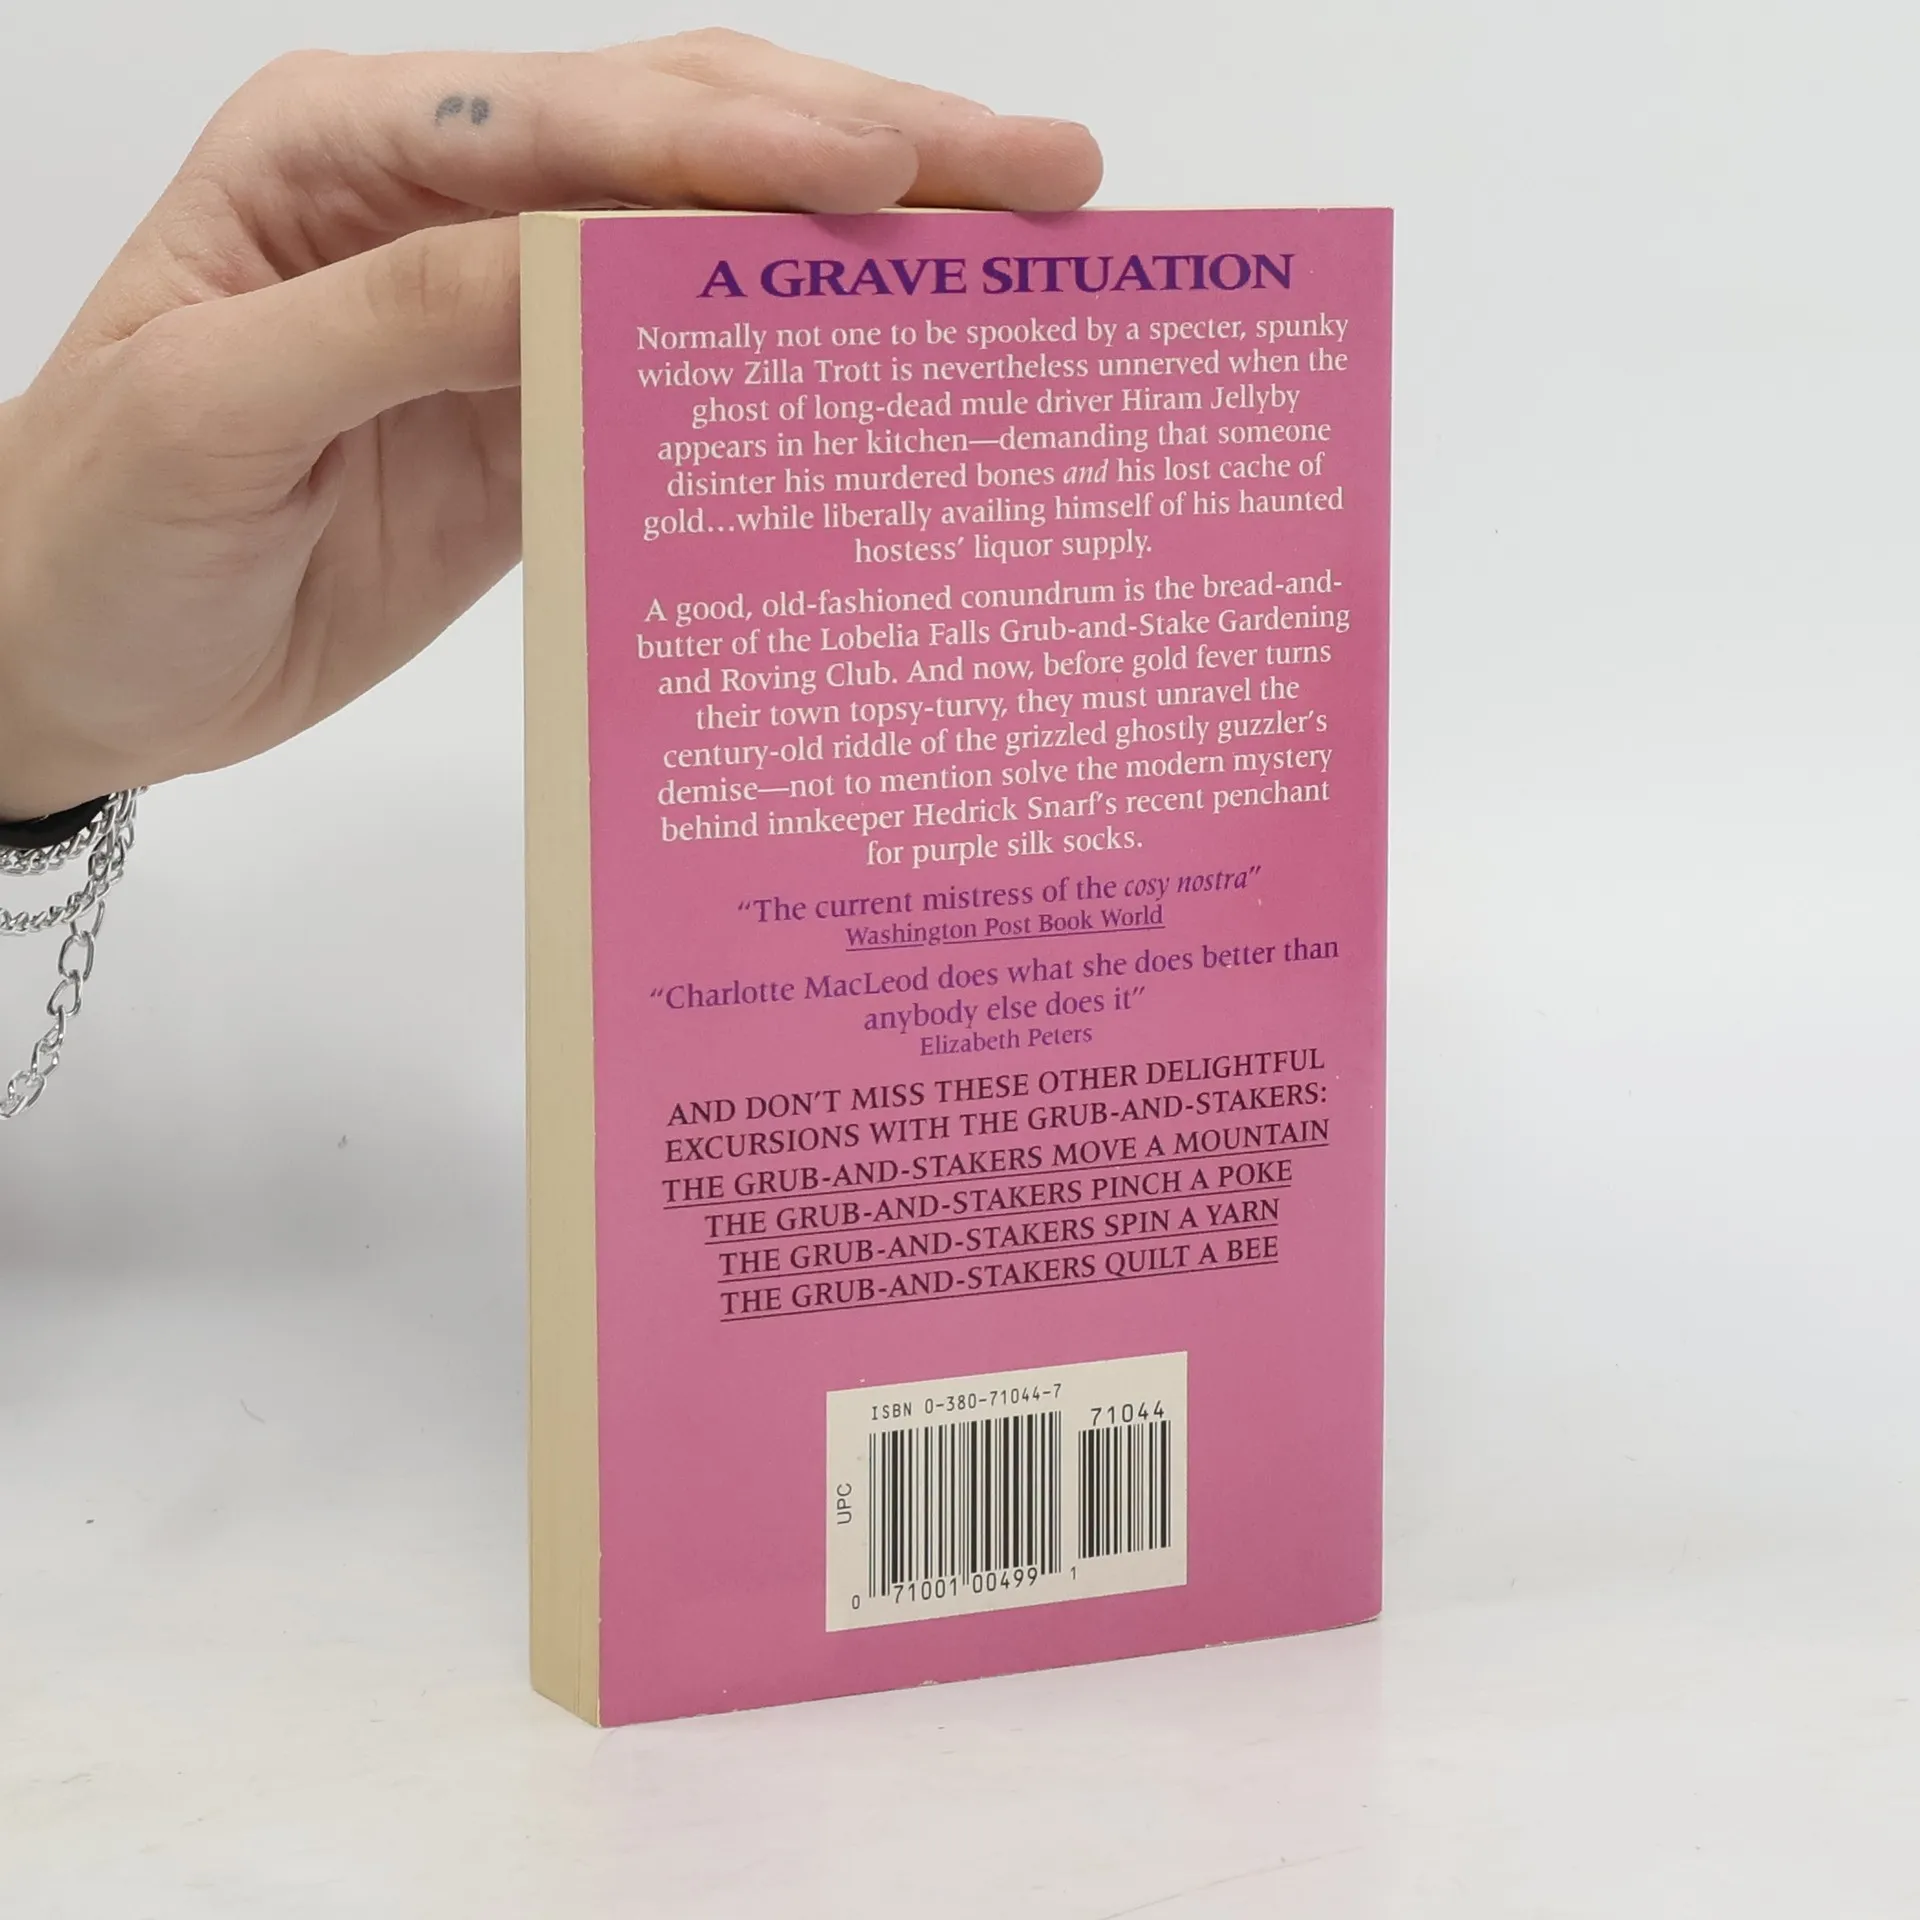 A GRAVE SITUATION
Normally not one to be spooked by a specter, spunky
widow Zilla Trott is nevertheless unnerved when the
ghost of long-dead mule driver Hiram Jellyby
appears in her kitchen—demanding that someone
disinter his murdered bones and his lost cache of
gold...while liberally availing himself of his haunted
hostess' liquor supply.
A good, old-fashioned conundrum is the bread-and-
butter of the Lobelia Falls Grub-and-Stake Gardening
and Roving Club. And now, before gold fever turns
their town topsy-turvy, they must unravel the
century-old riddle of the grizzled ghostly guzzler's
demise—not to mention solve the modern mystery
behind innkeeper Hedrick Snarf's recent penchant
for purple silk socks.
“The current mistress of the cosy nostra”
Washington Post Book World
“Charlotte MacLeod does what she does better than
anybody else does it”
Elizabeth Peters
AND DON'T MISS THESE OTHER DELIGHTFUL
EXCURSIONS WITH THE GRUB-AND-STAKERS:
THE GRUB-AND-STAKERS MOVE A MOUNTAIN
THE GRUB-AND-STAKERS PINCH A POKE
THE GRUB-AND-STAKERS SPIN A YARN
THE GRUB-AND-STAKERS QUILT A BEE
ISBN 0-380-71044-7
71044
UPC
0 71001 00499 1